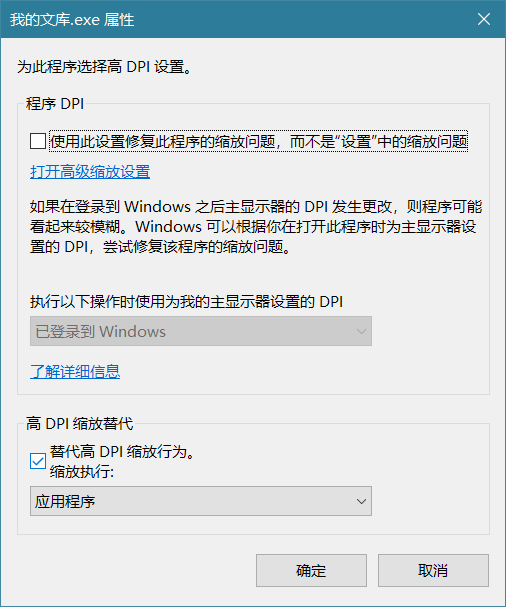 我的文库.exe 属性
为此程序选择高 DPI 设置。
程序 DPI
使用此设置修复此程序的缩放问题，而不是“设置”中的缩放问题
打开高级缩放设置
如果在登录到 Windows 之后主显示器的 DPI 发生更改，则程序可能
看起来较模糊。Windows 可以根据你在打开此程序时为主显示器设
置的 DPI，尝试修复该程序的缩放问题。
执行以下操作时使用为我的主显示器设置的 DPI
已登录到 Windows
了解详细信息
高 DPI 缩放替代
替代高 DPI 缩放行为。
缩放执行:
应用程序
确定
取消